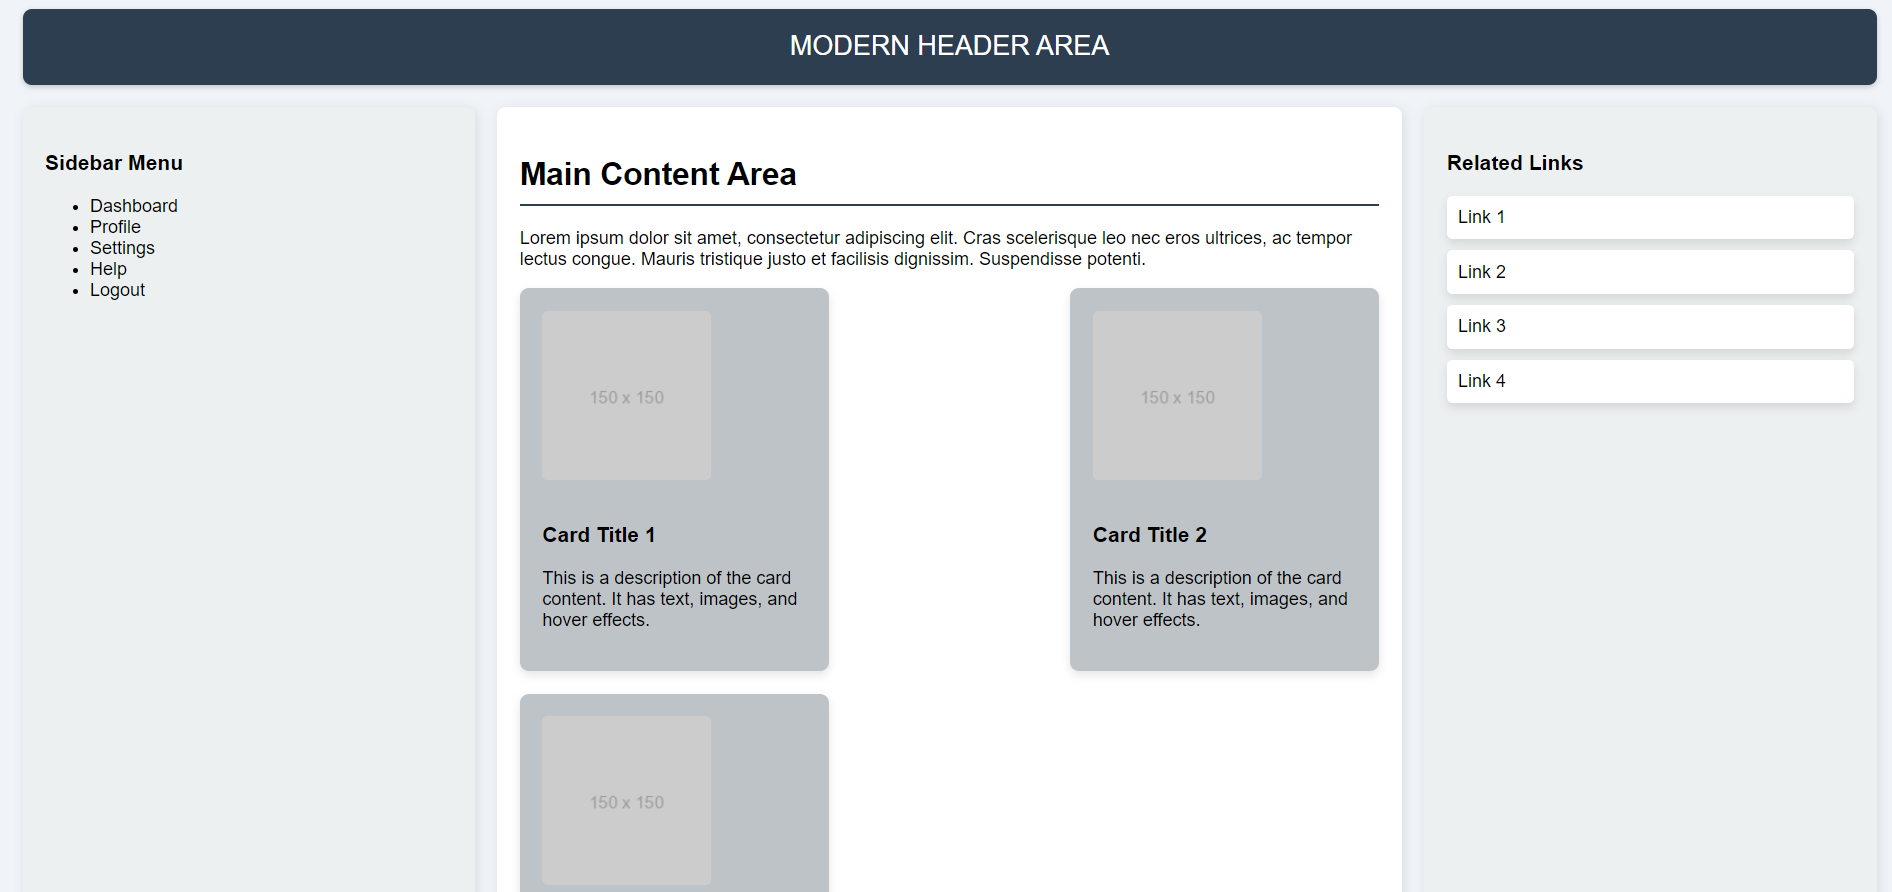 MODERN HEADER AREA
Sidebar Menu
Dashboard
Profile
Settings
Help
Logout
Main Content Area
Lorem ipsum dolor sit amet, consectetur adipiscing elit. Cras scelerisque leo nec eros ultrices, ac tempor
lectus congue. Mauris tristique justo et facilisis dignissim. Suspendisse potenti.
150 x 150
Card Title 1
This is a description of the card
content. It has text, images, and
hover effects.
150 x 150
Card Title 2
This is a description of the card
content. It has text, images, and
hover effects.
150 x 150
Related Links
Link 1
Link 2
Link 3
Link 4